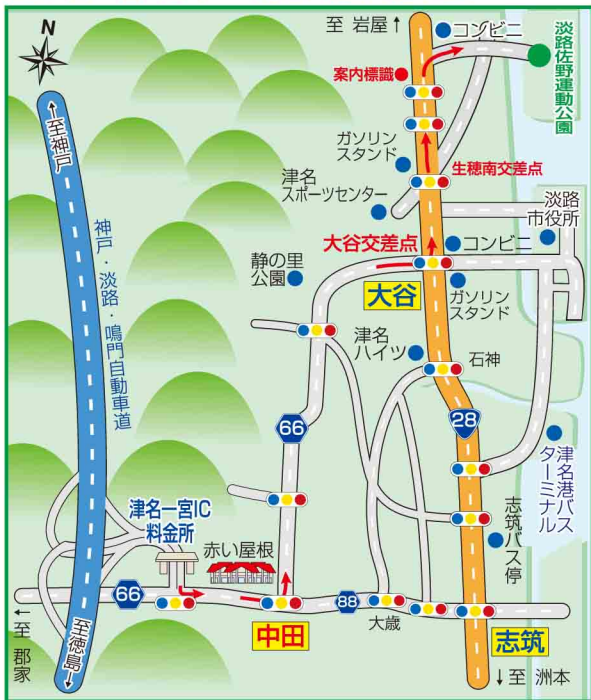 至 岩屋↑
コンビニ
淡路佐野運動公園
N
案内標識
←至神戸
ガソリン
スタンド
生穂南交差点
津名
スポーツセンター
淡路
市役所
大谷交差点
コンビニ
静の里
公園
大谷
ガソリン
スタンド
神戸・淡路・鳴門自動車道
津名
ハイツ
石神
28
66
津名港バス
ターミナル
津名一宮IC
料金所
志筑バス停
赤い屋根
66
88
中田
大歳
志筑
←至 郡家
至徳島→
↓至 洲本